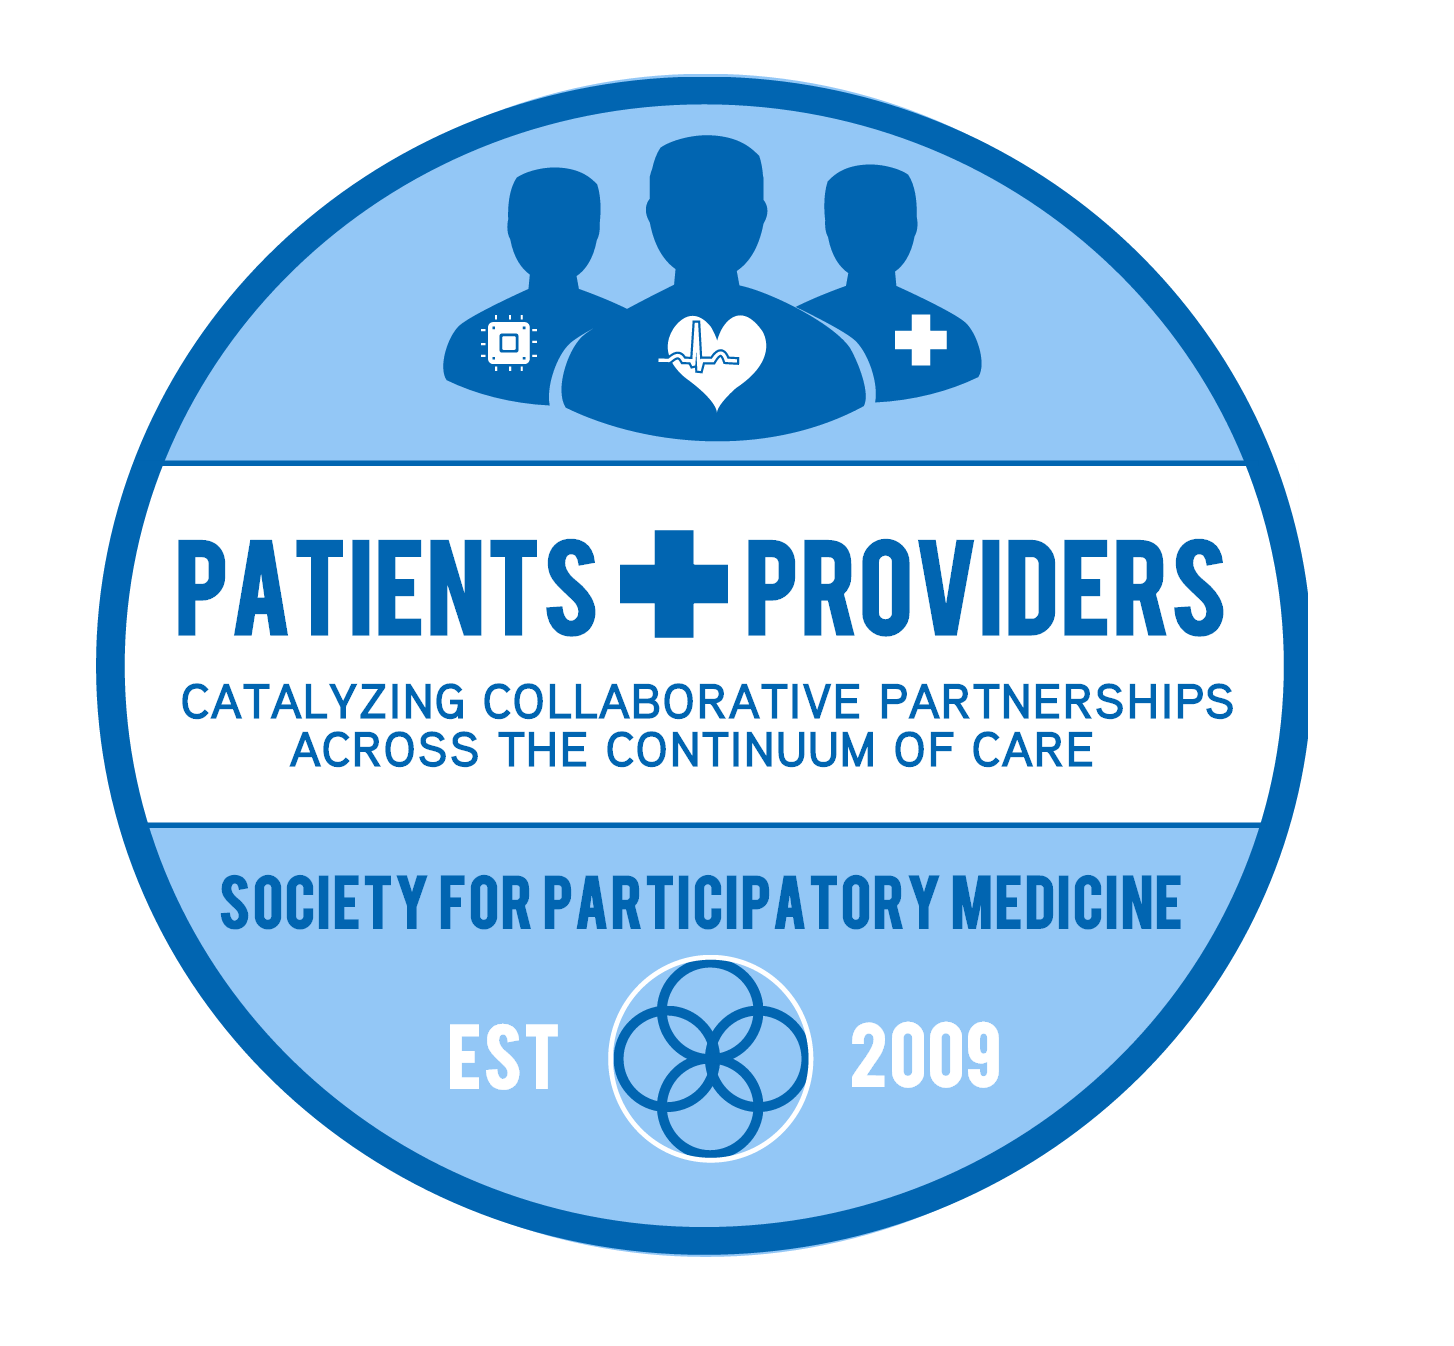 PATIENTS + PROVIDERS
CATALYZING COLLABORATIVE PARTNERSHIPS
ACROSS THE CONTINUUM OF CARE
SOCIETY FOR PARTICIPATORY MEDICINE
EST 2009